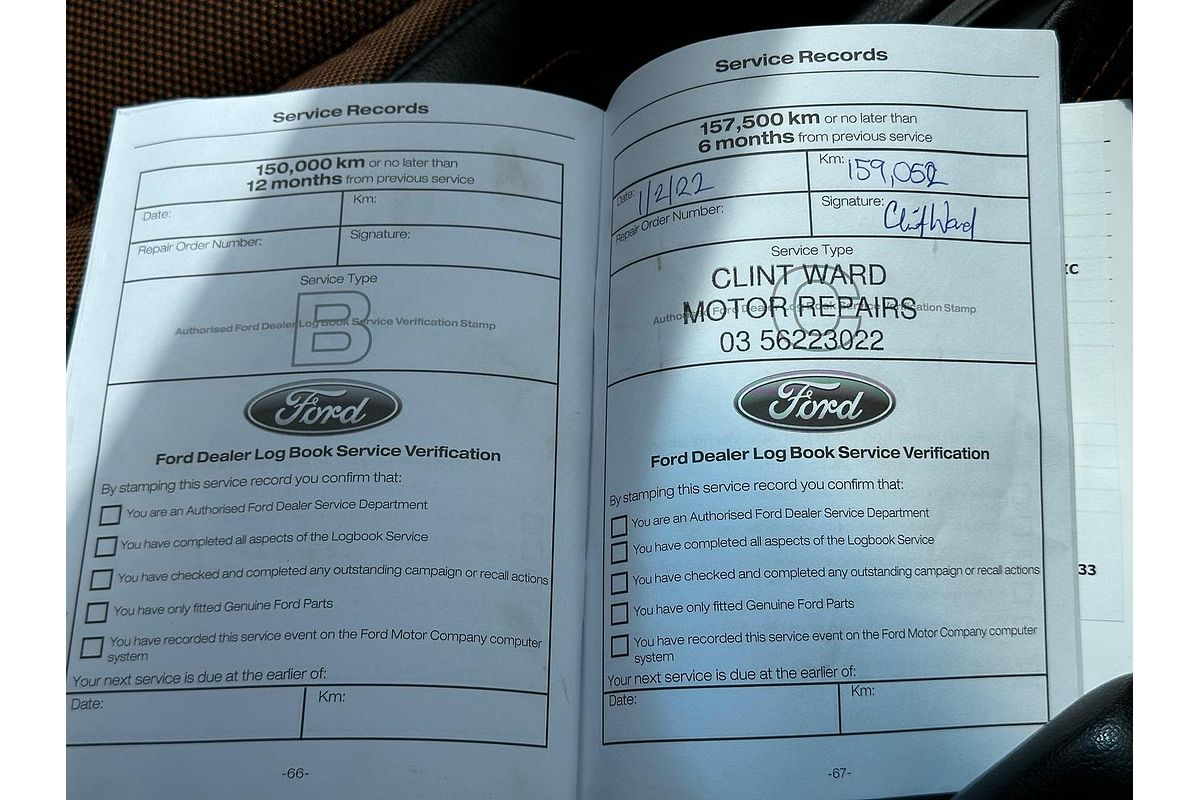 Service Records
150,000 km or no later than
12 months from previous service
Date:
Km:
Repair Order Number:
Signature:
Service Type
B
Authorised Ford Dealer Log Book Service Verification Stamp
Ford
Ford Dealer Log Book Service Verification
By stamping this service record you confirm that:
You are an Authorised Ford Dealer Service Department
You have completed all aspects of the Logbook Service
You have checked and completed any outstanding campaign or recall actions
You have only fitted Genuine Ford Parts
You have recorded this service event on the Ford Motor Company computer
system
Your next service is due at the earlier of:
Date:
Km:
-66-
Service Records
157,500 km or no later than
6 months from previous service
Date: 1/2/22
Km: 159,052
Repair Order Number:
Signature: Clint Ward
Service Type
CLINT WARD
MOTOR REPAIRS
03 56223022
Ford
Ford Dealer Log Book Service Verification
By stamping this service record you confirm that:
You are an Authorised Ford Dealer Service Department
You have completed all aspects of the Logbook Service
You have checked and completed any outstanding campaign or recall actions
You have only fitted Genuine Ford Parts
You have recorded this service event on the Ford Motor Company computer
system
Your next service is due at the earlier of:
Date:
Km:
-67-
IC
33